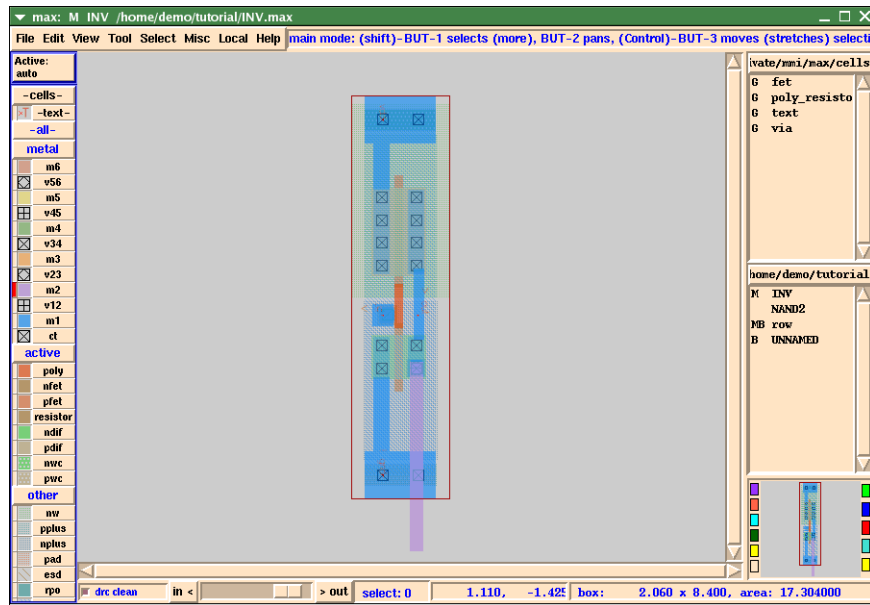 max: M INV /home/demo/tutorial/INV.max
File Edit View Tool Select Misc Local Help
main mode: (shift)-BUT-1 selects (more), BUT-2 pans, (Control)-BUT-3 moves (stretches) selecti
Active:
auto
-cells-
-text-
-all-
metal
m6
v56
m5
v45
m4
v34
m3
v23
m2
v12
m1
ct
active
poly
nfet
pfet
resistor
ndif
pdif
nwc
pwc
other
nw
pplus
nplus
pad
esd
rpo
ivate/mmi/max/cells
G fet
G poly_resisto
G text
G via
home/demo/tutorial
M INV
NAND2
MB row
B UNNAMED
drc clean
in <
> out
select: 0
1.110, -1.425
box: 2.060 x 8.400, area: 17.304000